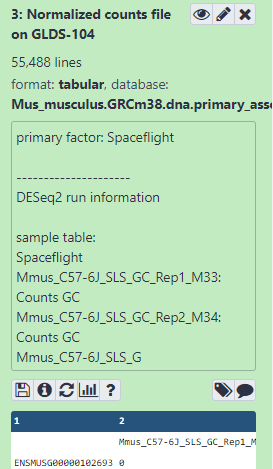 3: Normalized counts file
on GLDS-104
55,488 lines
format: tabular, database:
Mus_musculus.GRCm38.dna.primary_asse
primary factor: Spaceflight
---------------------
DESeq2 run information
sample table:
Spaceflight
Mmus_C57-6J_SLS_GC_Rep1_M33:
Counts GC
Mmus_C57-6J_SLS_GC_Rep2_M34:
Counts GC
Mmus_C57-6J_SLS_G
1 2
Mmus_C57-6J_SLS_GC_Rep1_M
ENSMUSG00000102693 0